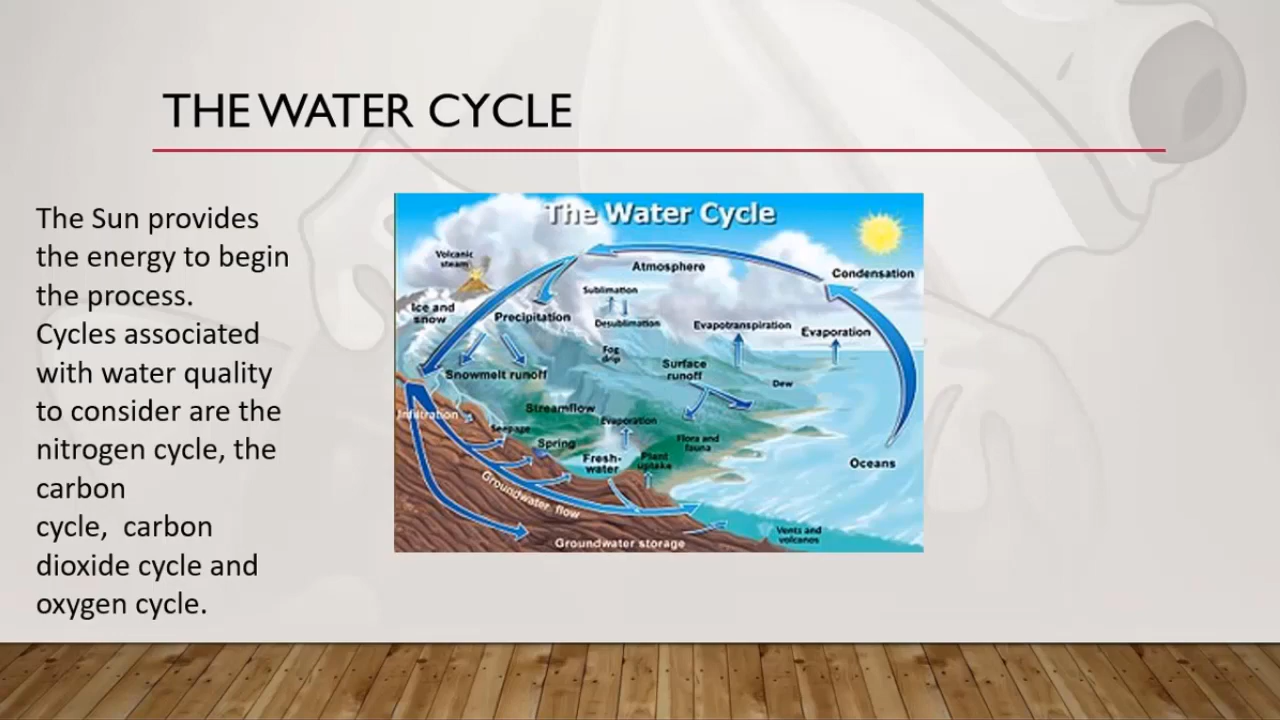 THE WATER CYCLE
The Sun provides
the energy to begin
the process.
Cycles associated
with water quality
to consider are the
nitrogen cycle, the
carbon
cycle,  carbon
dioxide cycle and
oxygen cycle.
The Water Cycle
Volcanic
steam
Atmosphere
Condensation
Sublimation
Ice and
snow
Precipitation
Desublimation
Evapotranspiration
Evaporation
Fog
drip
Surface
runoff
Snowmelt runoff
Dew
Infiltration
Streamflow
Evaporation
Seepage
Spring
Flora and
fauna
Fresh-
water
Plant
uptake
Oceans
Groundwater flow
Vents and
volcanoes
Groundwater storage